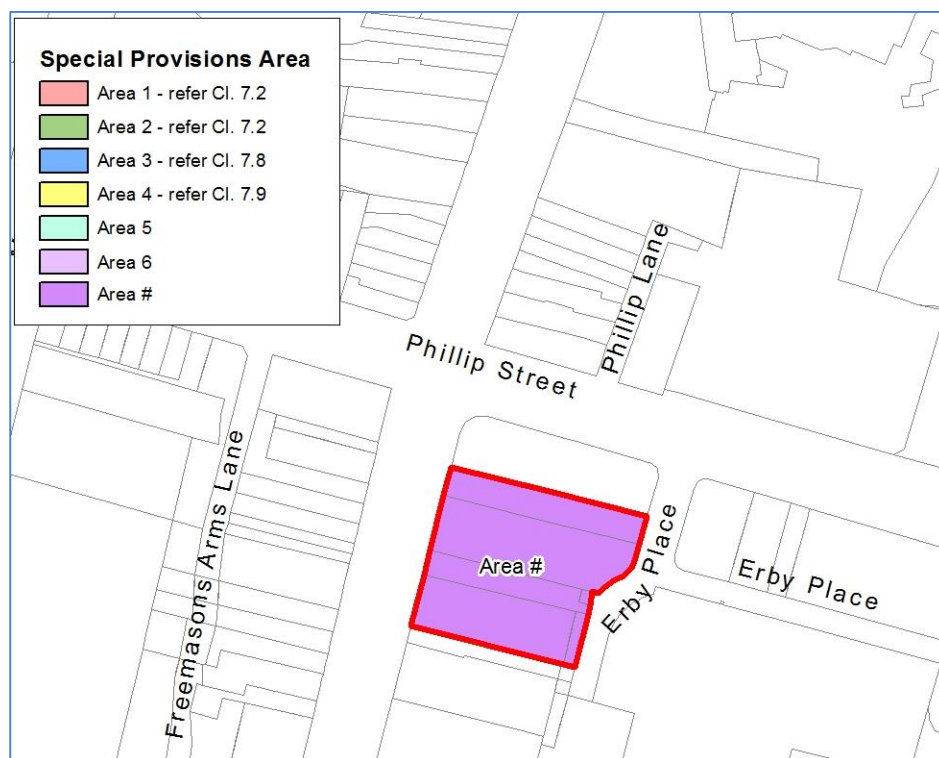 Special Provisions Area
Area 1 - refer Cl. 7.2
Area 2 - refer Cl. 7.2
Area 3 - refer Cl. 7.8
Area 4 - refer Cl. 7.9
Area 5
Area 6
Area #
Phillip Lane
Phillip Street
Freemasons Arms Lane
Area #
Erby Place
Erby Place